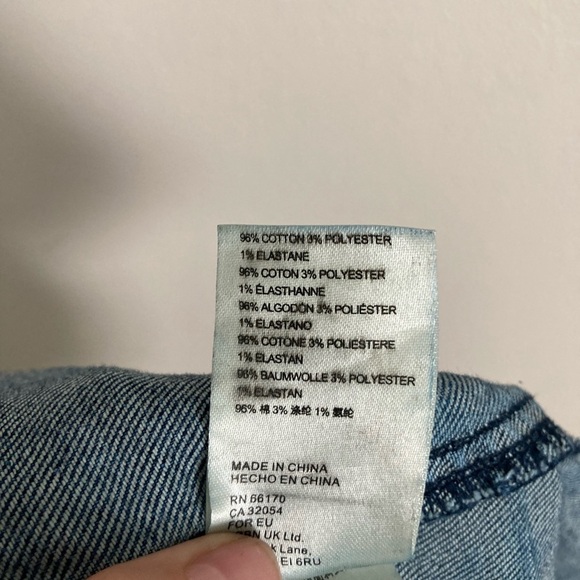 96% COTTON 3% POLYESTER
1% ELASTANE
96% COTON 3% POLYESTER
1% ÉLASTHANNE
96% ALGODÓN 3% POLIÉSTER
1% ELASTANO
96% COTONE 3% POLIESTERE
1% ELASTAN
96% BAUMWOLLE 3% POLYESTER
1% ELASTAN
96% 棉 3% 涤纶 1% 氨纶
MADE IN CHINA
HECHO EN CHINA
RN 66170
CA 32054
FOR EU
UK Ltd.
Lane,
EI 6RU